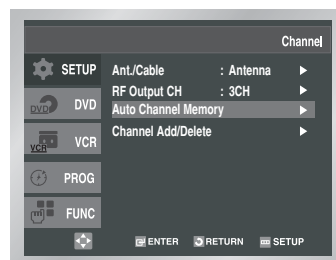 Channel
SETUP
Ant./Cable : Antenna
RF Output CH : 3CH
Auto Channel Memory
DVD DVD
Channel Add/Delete
VCR VCR
PROG
FUNC
ENTER RETURN SETUP